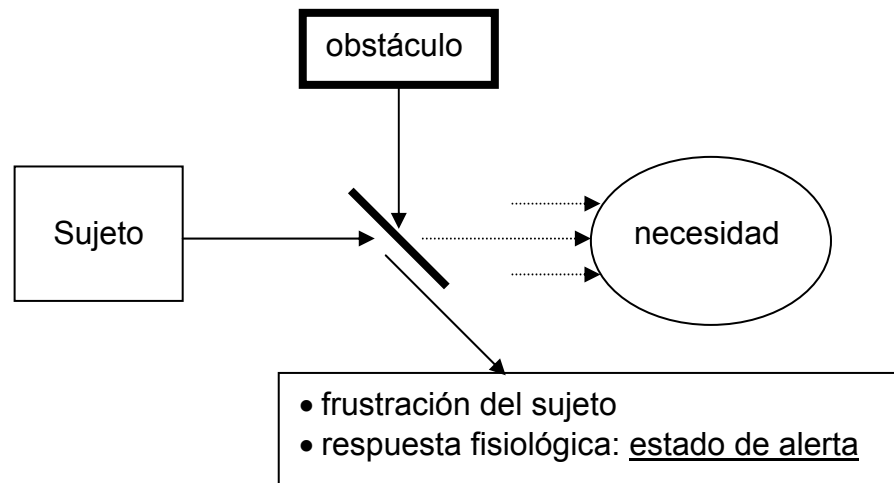 obstáculo
Sujeto
necesidad
• frustración del sujeto
• respuesta fisiológica: estado de alerta